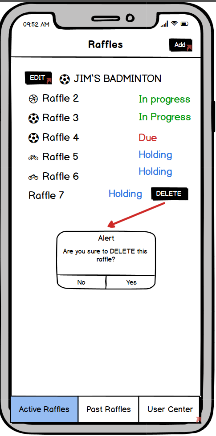 09:52 AM
Raffles
Add
EDIT
JIM'S BADMINTON
Raffle 2 In progress
Raffle 3 In Progress
Raffle 4 Due
Raffle 5 Holding
Raffle 6 Holding
Raffle 7 Holding DELETE
Alert
Are you sure to DELETE this
raffle?
No Yes
Active Raffles Past Raffles User Center